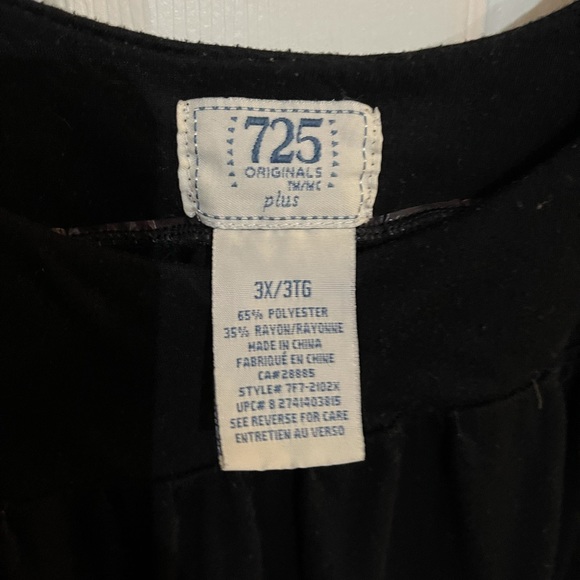 725
ORIGINALS
TM/MC
plus
3X/3TG
65% POLYESTER
35% RAYON/RAYONNE
MADE IN CHINA
FABRIQUÉ EN CHINE
CA#28885
STYLE# 7F7-2102X
UPC# 8 2741403815
SEE REVERSE FOR CARE
ENTRETIEN AU VERSO